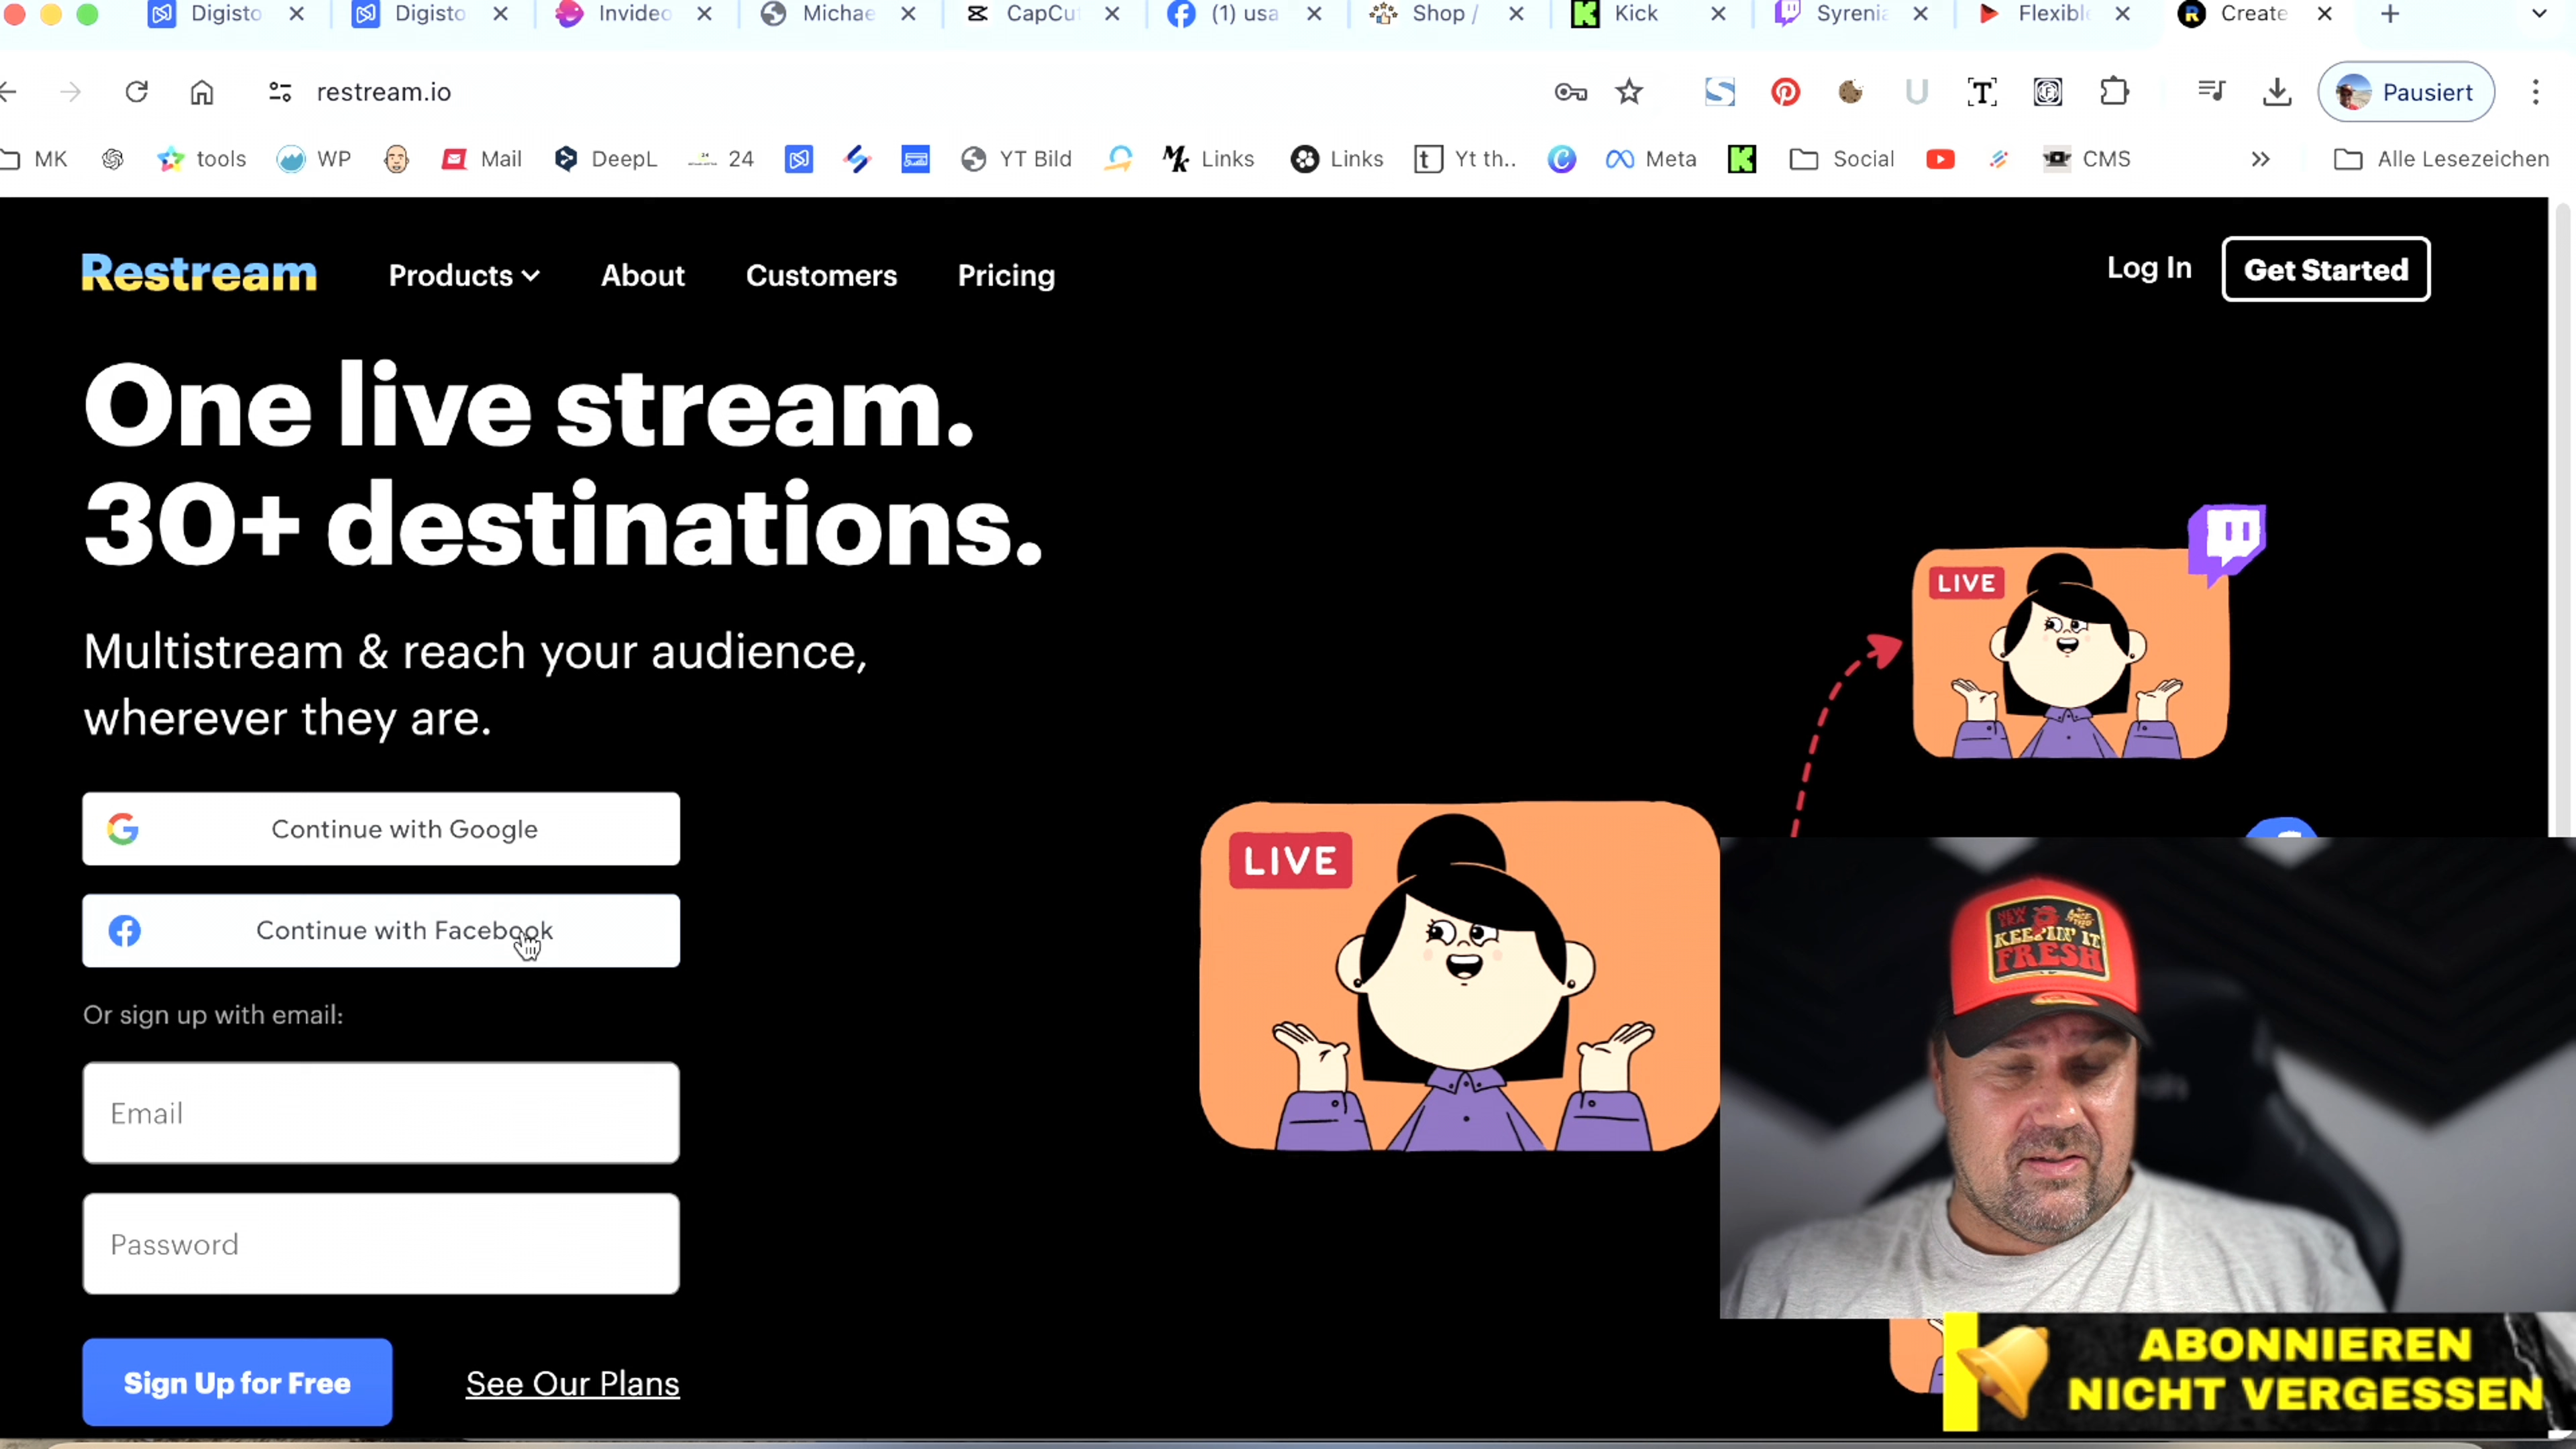 Digisto
Digisto
Invideo
Michae
CapCu
(1) usa
Shop /
Kick
Syrenia
Flexibl
Create
restream.io
Pausiert
MK
tools
WP
Mail
DeepL
24
YT Bild
Links
Links
Yt th..
Meta
Social
CMS
Alle Lesezeichen
Restream
Products
About
Customers
Pricing
Log In
Get Started
One live stream.
30+ destinations.
Multistream & reach your audience,
wherever they are.
Continue with Google
Continue with Facebook
Or sign up with email:
Email
Password
Sign Up for Free
See Our Plans
LIVE
LIVE
NEW ERA
KEEPIN' IT
FRESH
ABONNIEREN
NICHT VERGESSEN